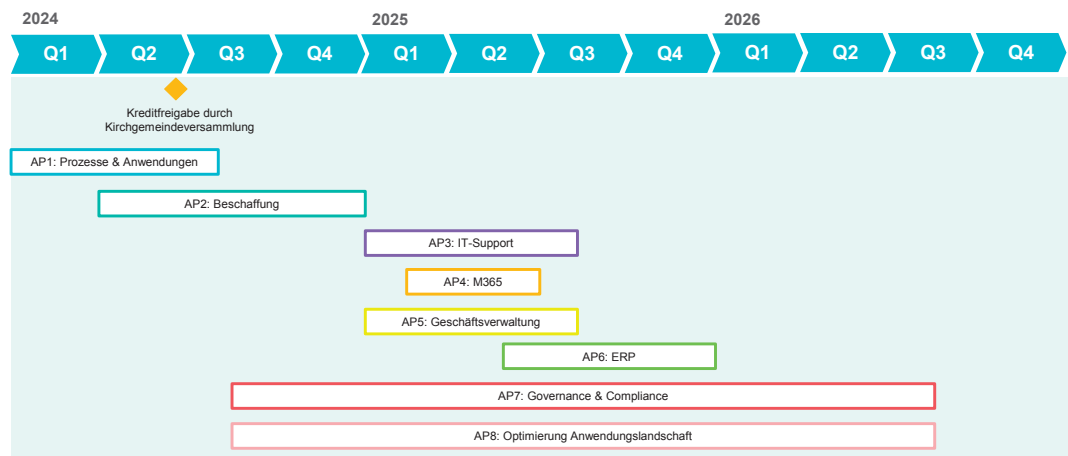 2024 2025 2026
Q1 Q2 Q3 Q4 Q1 Q2 Q3 Q4 Q1 Q2 Q3 Q4
Kreditfreigabe durch
Kirchgemeindeversammlung
AP1: Prozesse & Anwendungen
AP2: Beschaffung
AP3: IT-Support
AP4: M365
AP5: Geschäftsverwaltung
AP6: ERP
AP7: Governance & Compliance
AP8: Optimierung Anwendungslandschaft